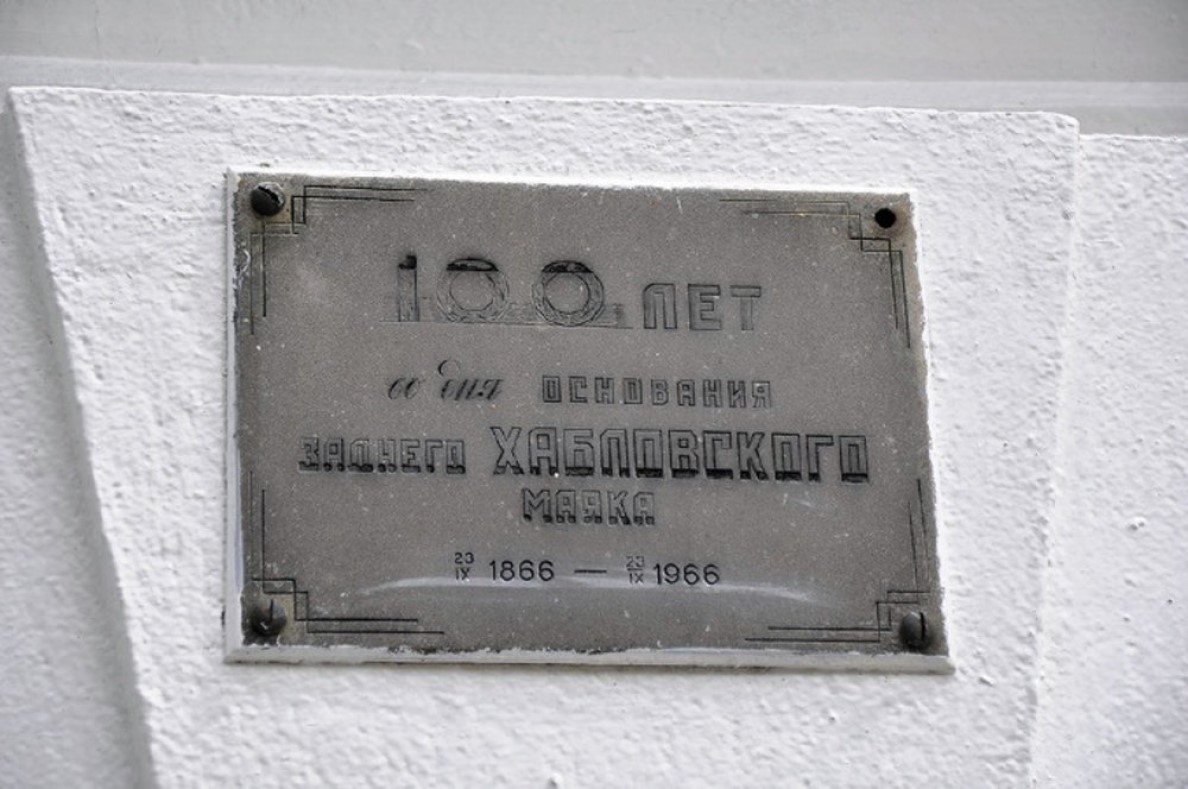 100 ЛЕТ
со дня ОСНОВАНИЯ
ЗАДНЕГО ХАБЛОВСКОГО
МАЯКА
23/IX 1866 — 23/IX 1966